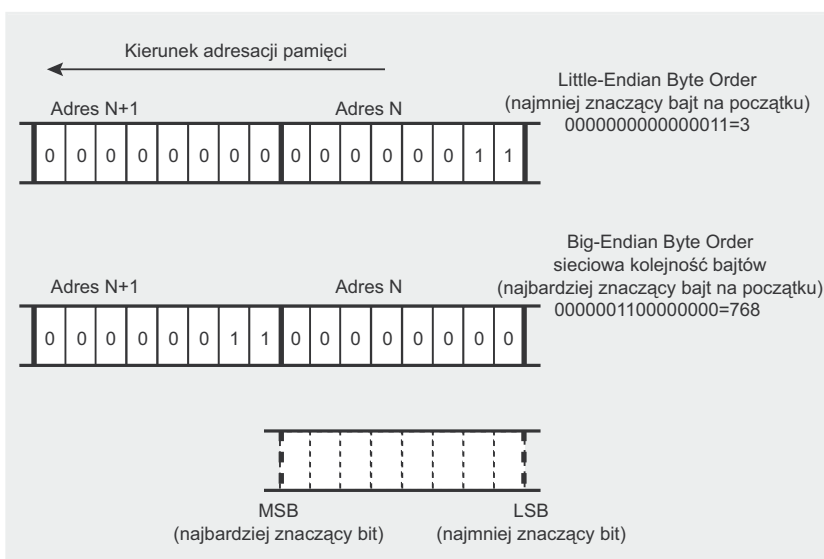 Kierunek adresacji pamięci
Little-Endian Byte Order
(najmniej znaczący bajt na początku)
0000000000000011=3
Adres N+1 Adres N
0 0 0 0 0 0 0 0 0 0 0 0 0 0 1 1
Big-Endian Byte Order
sieciowa kolejność bajtów
(najbardziej znaczący bajt na początku)
0000001100000000=768
Adres N+1 Adres N
0 0 0 0 0 0 1 1 0 0 0 0 0 0 0 0
MSB
(najbardziej znaczący bit)
LSB
(najmniej znaczący bit)